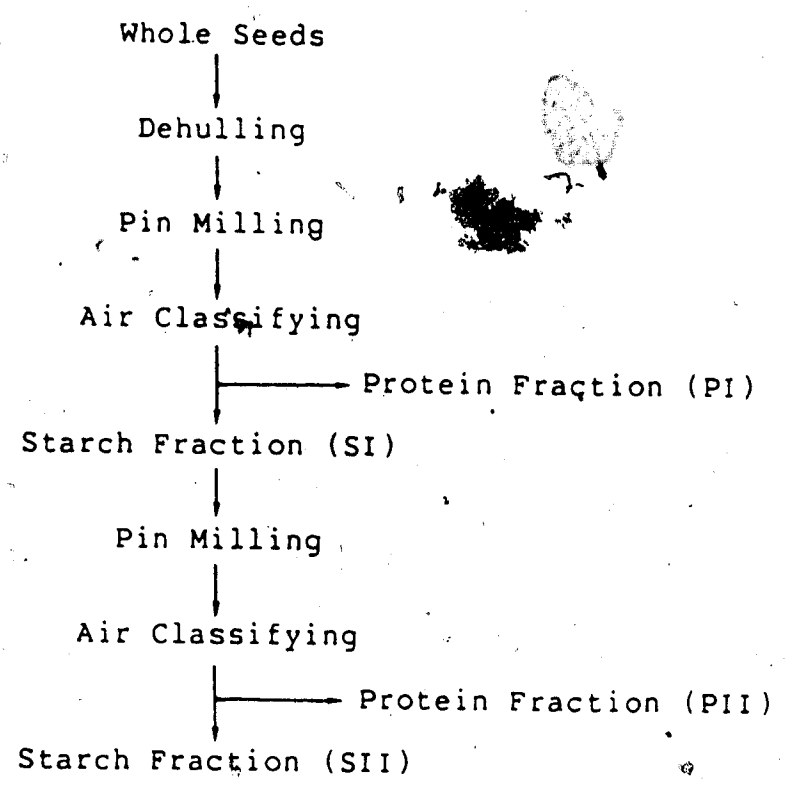 Whole Seeds
Dehulling
Pin Milling
Air Classifying
Protein Fraction (PI)
Starch Fraction (SI)
Pin Milling
Air Classifying
Protein Fraction (PII)
Starch Fraction (SII)